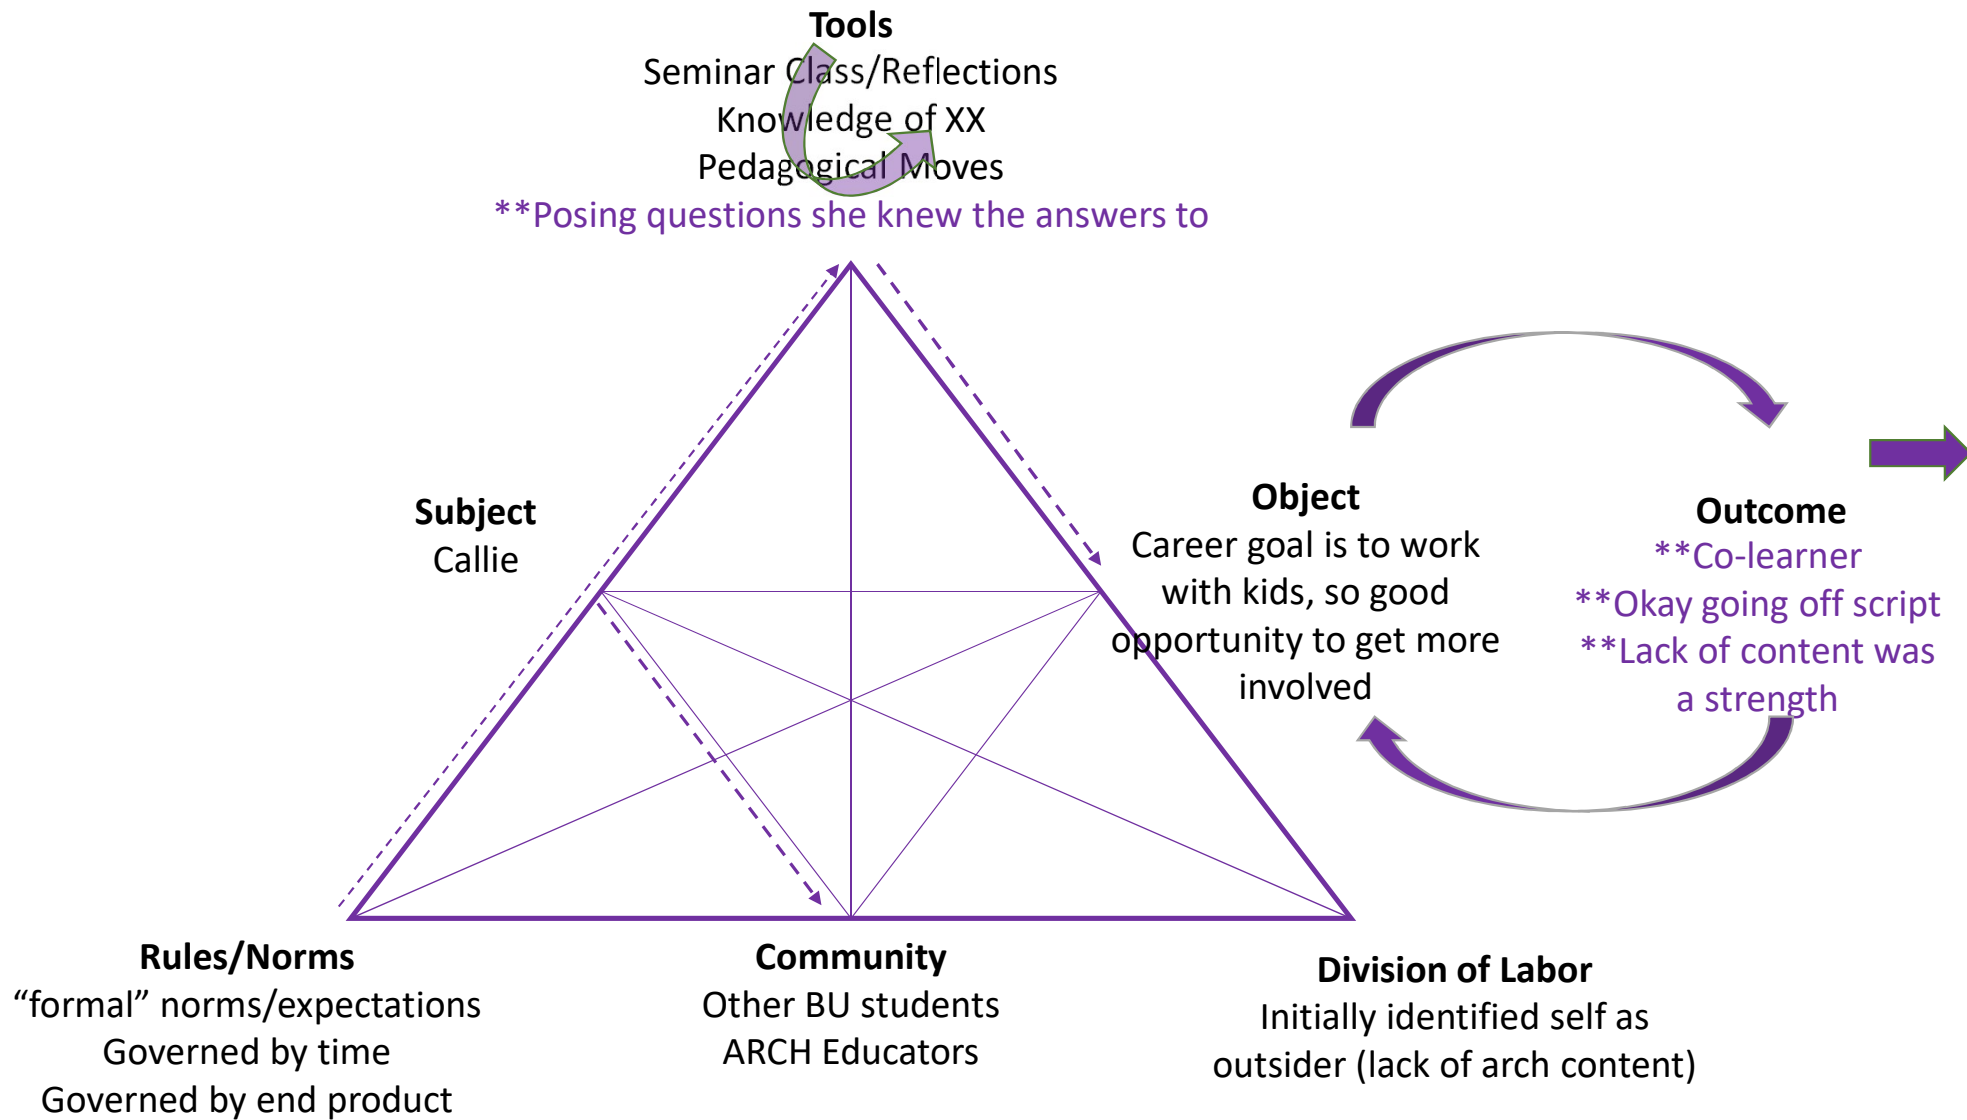 Tools
Seminar Class/Reflections
Knowledge of XX
Pedagogical Moves
**Posing questions she knew the answers to
Subject
Callie
Object
Career goal is to work
with kids, so good
opportunity to get more
involved
Outcome
**Co-learner
**Okay going off script
**Lack of content was
a strength
Rules/Norms
“formal” norms/expectations
Governed by time
Governed by end product
Community
Other BU students
ARCH Educators
Division of Labor
Initially identified self as
outsider (lack of arch content)